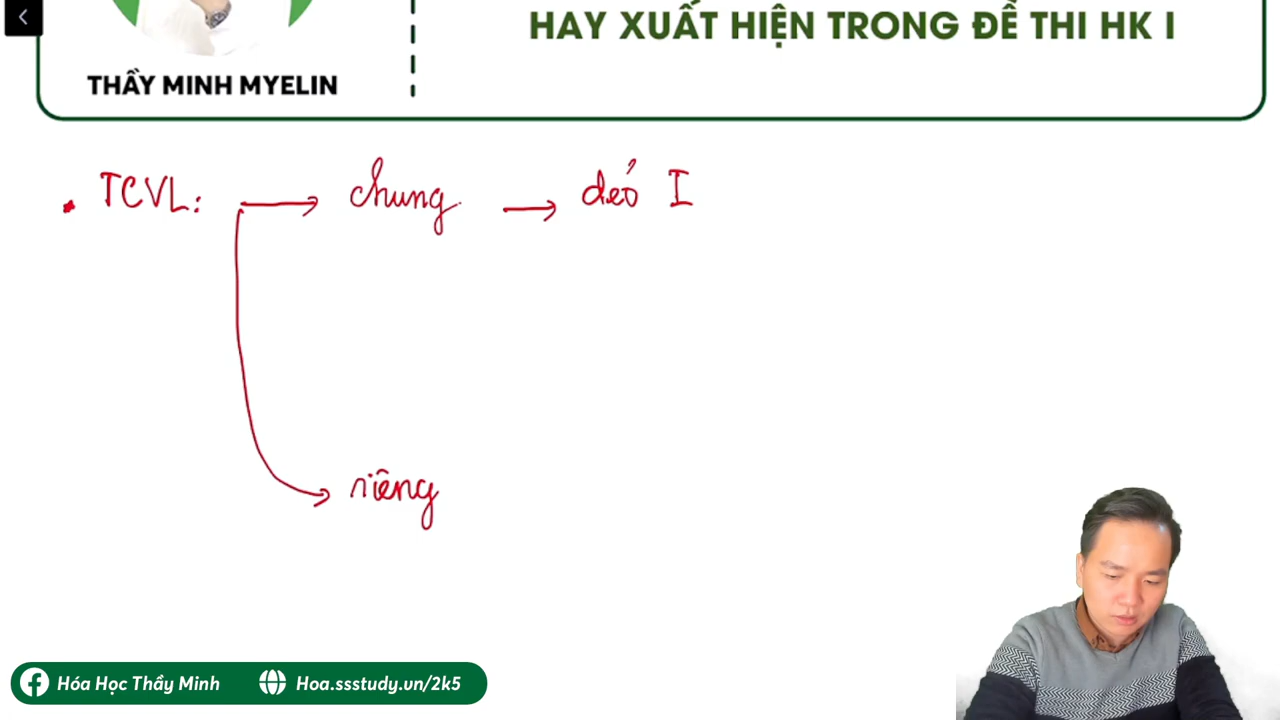 HAY XUẤT HIỆN TRONG ĐỀ THI HK I
THẦY MINH MYELIN
. TCVL: → chung → dẻo I
→ riêng
Hóa Học Thầy Minh Hoa.ssstudy.vn/2k5